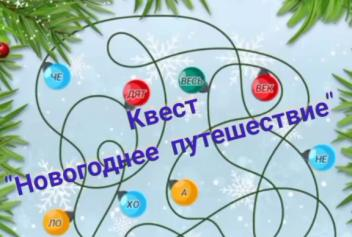 ЧЕ
ДЯТ
ВЕСЬ
ВЕК
Квест
"Новогоднее путешествие"
НЕ
ХО
А
ЛО